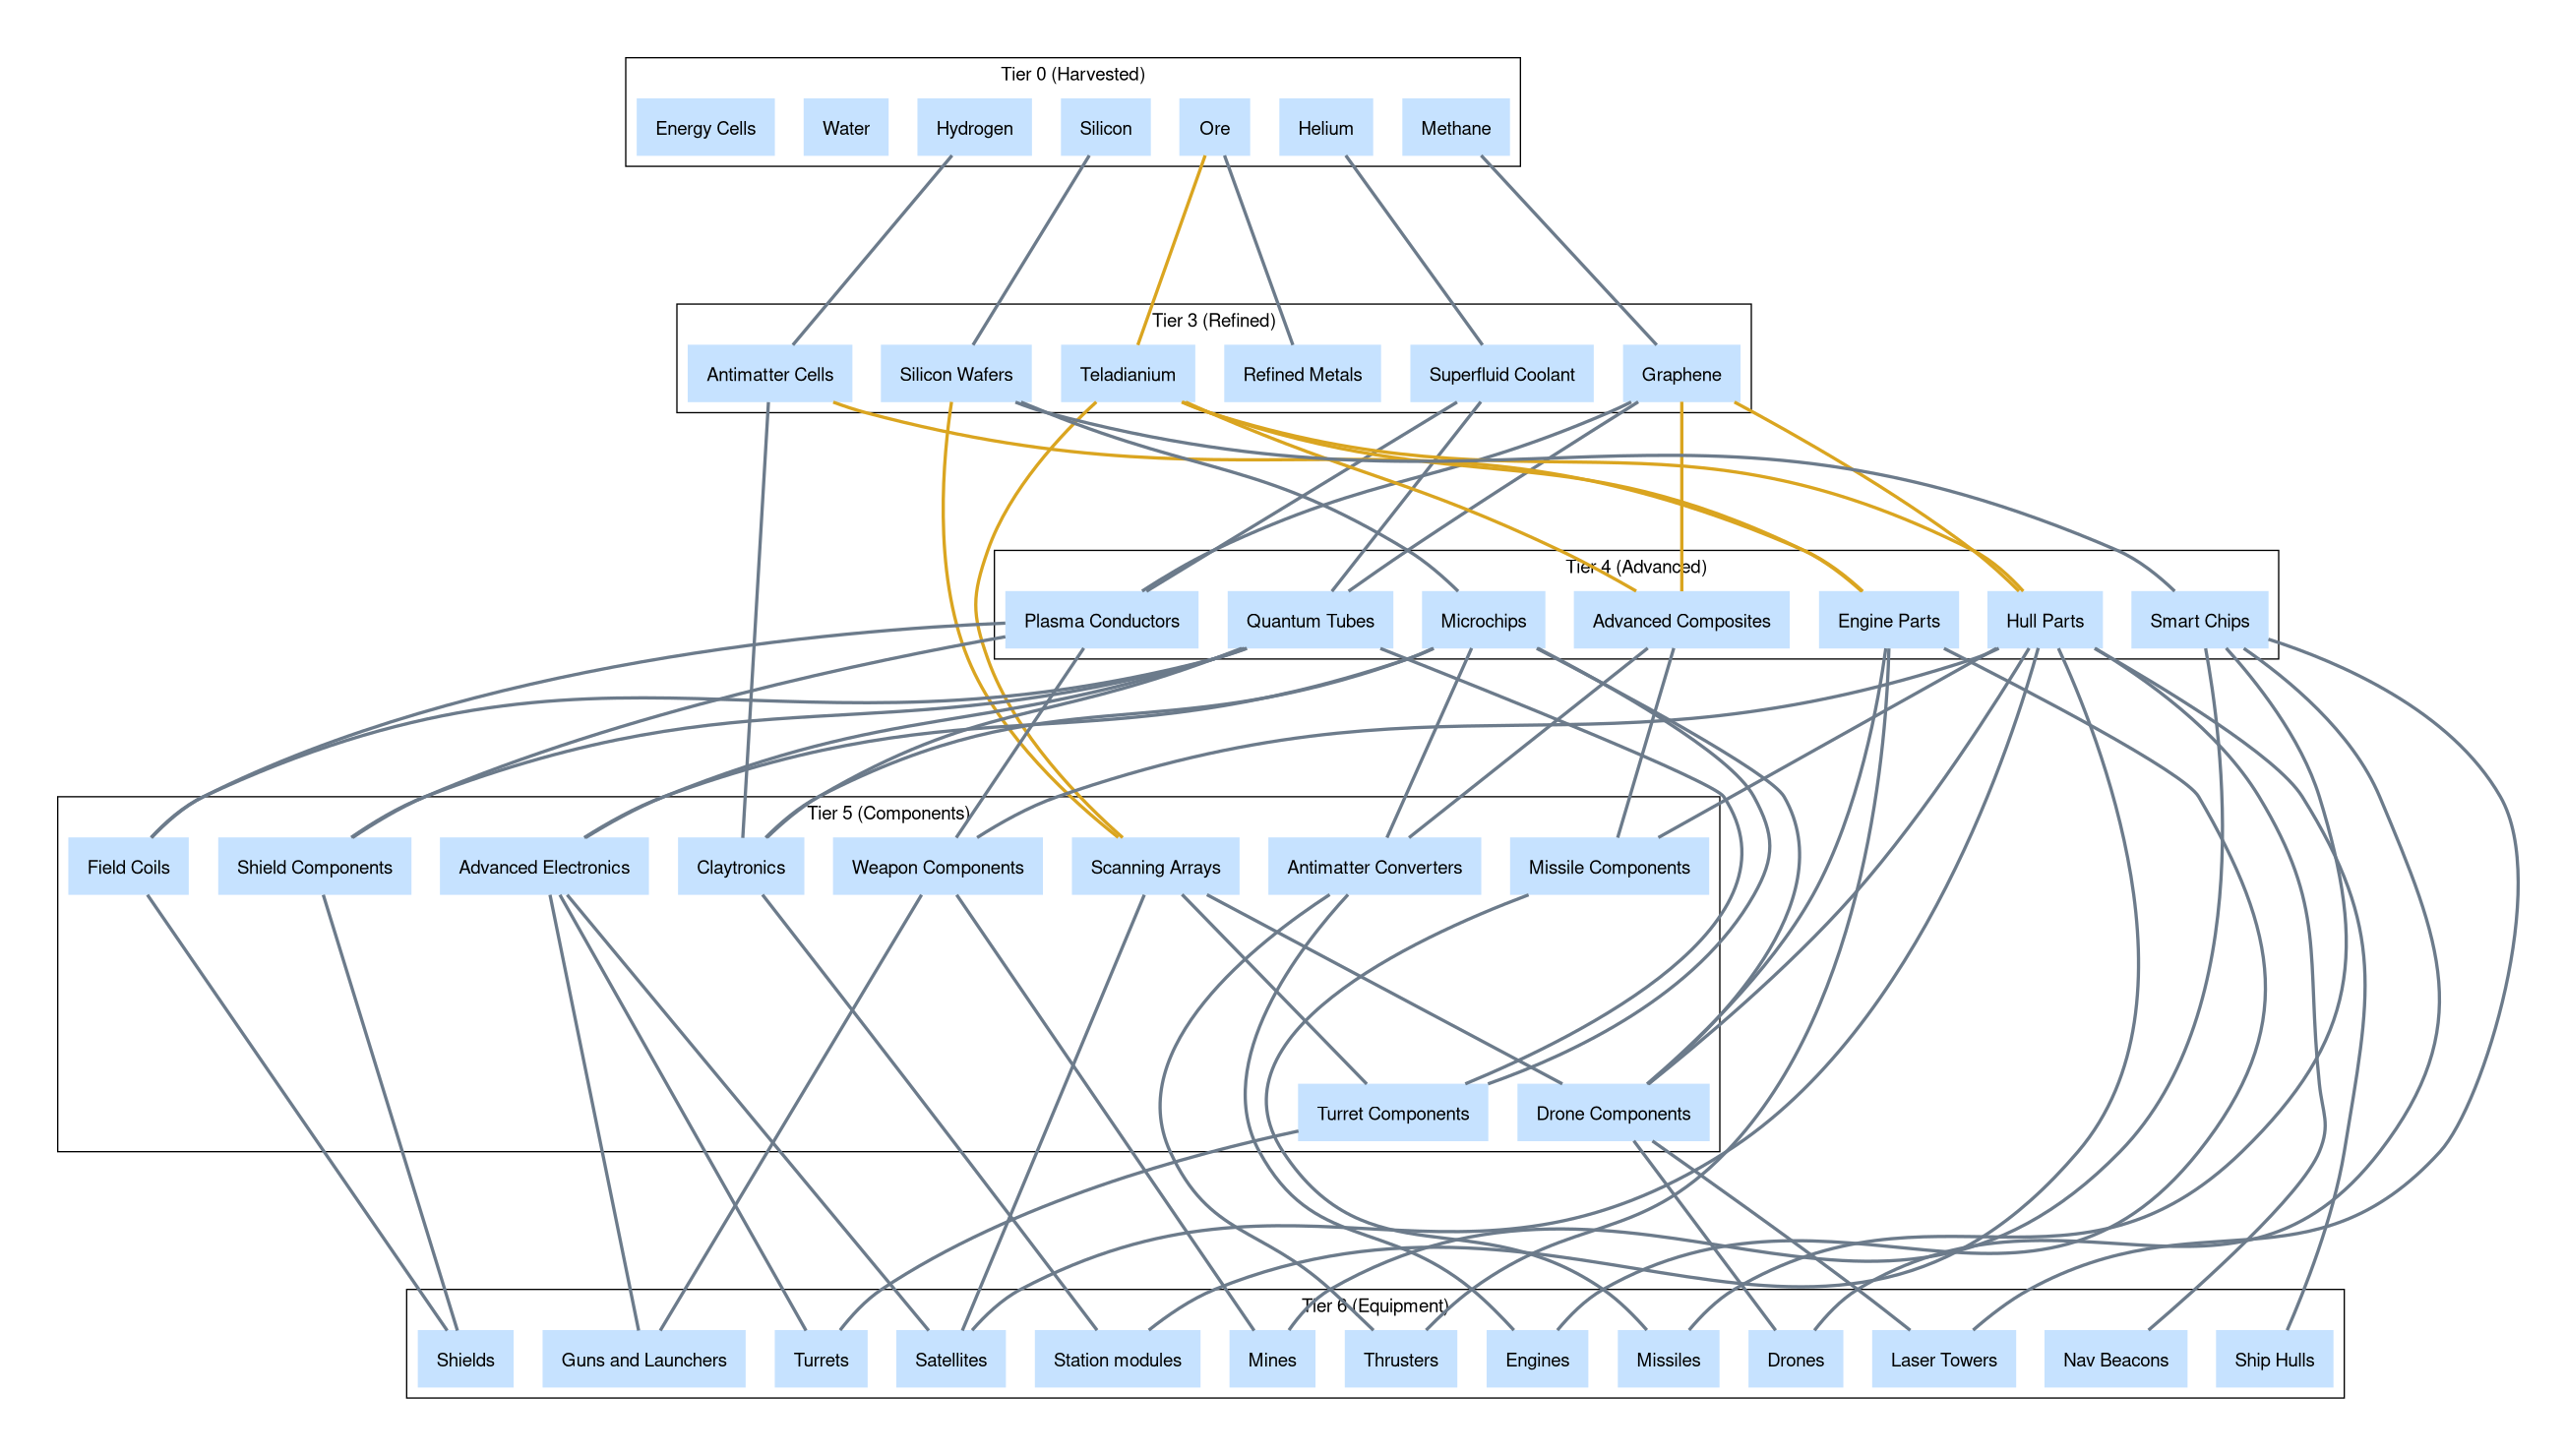 Tier 0 (Harvested)
Energy Cells
Water
Hydrogen
Silicon
Ore
Helium
Methane
Tier 3 (Refined)
Antimatter Cells
Silicon Wafers
Teladianium
Refined Metals
Superfluid Coolant
Graphene
Tier 4 (Advanced)
Plasma Conductors
Quantum Tubes
Microchips
Advanced Composites
Engine Parts
Hull Parts
Smart Chips
Tier 5 (Components)
Field Coils
Shield Components
Advanced Electronics
Claytronics
Weapon Components
Scanning Arrays
Antimatter Converters
Missile Components
Turret Components
Drone Components
Tier 6 (Equipment)
Shields
Guns and Launchers
Turrets
Satellites
Station modules
Mines
Thrusters
Engines
Missiles
Drones
Laser Towers
Nav Beacons
Ship Hulls